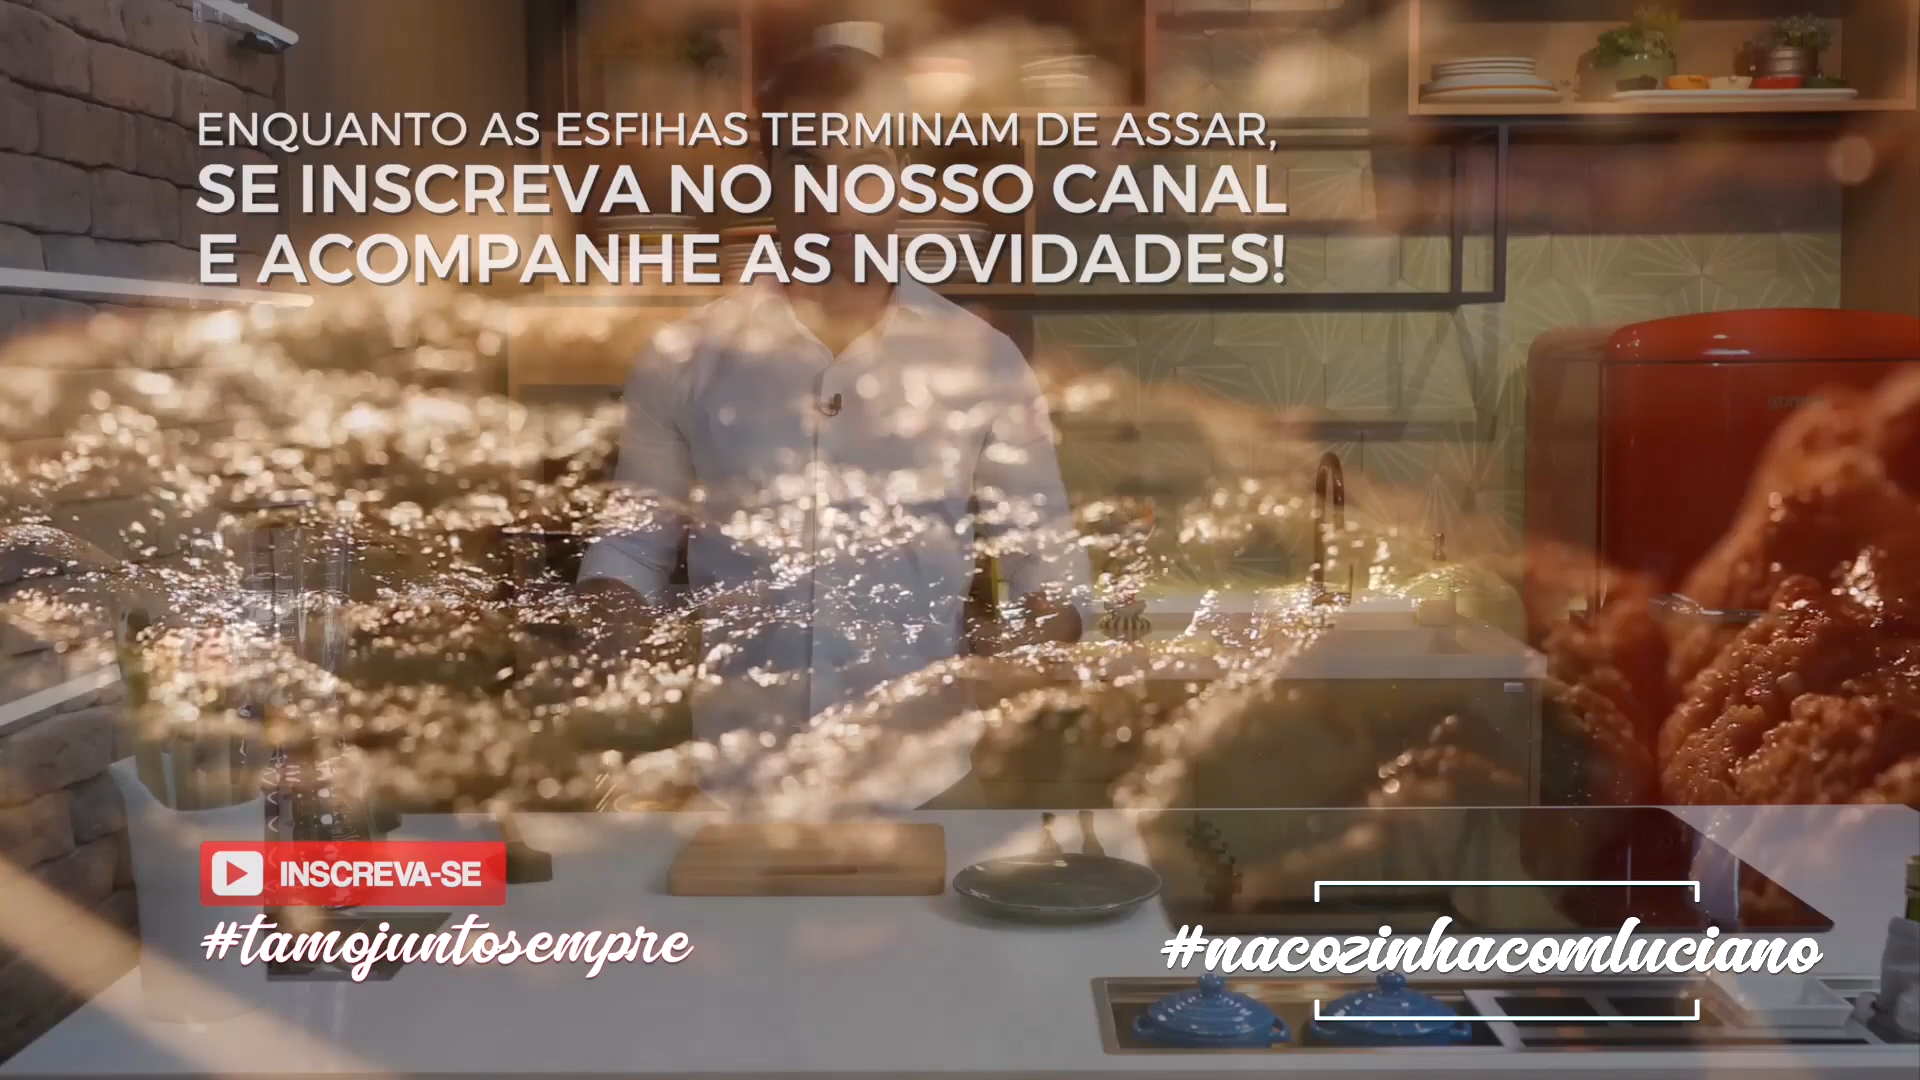 ENQUANTO AS ESFIHAS TERMINAM DE ASSAR,
SE INSCREVA NO NOSSO CANAL
E ACOMPANHE AS NOVIDADES!
INSCREVA-SE
#tamojuntosempre
#nacozinhacomluciano